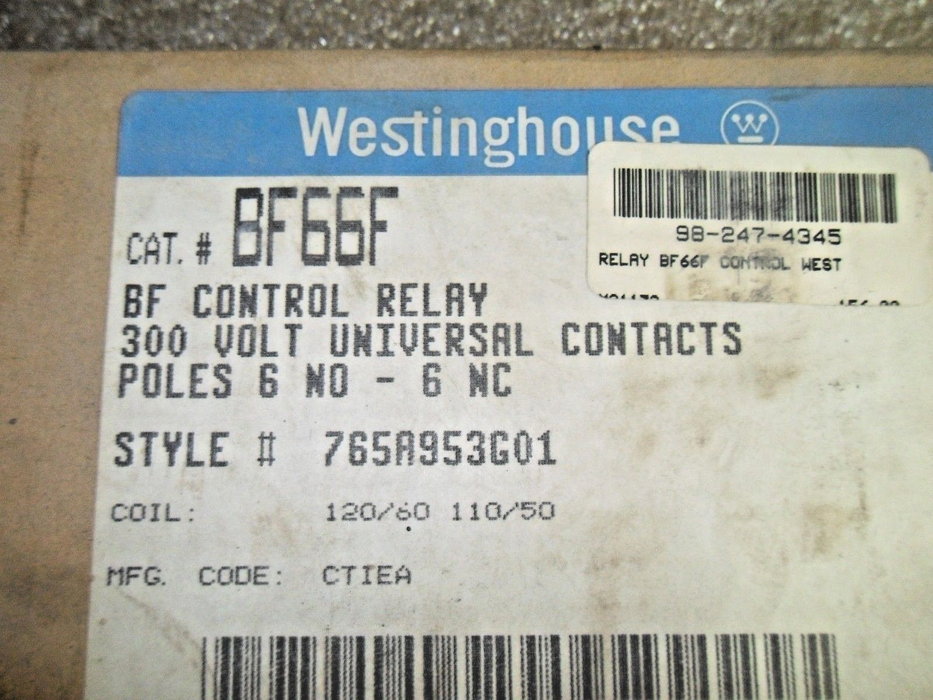 Westinghouse
98-247-4345
RELAY BF66F CONTROL WEST
CAT. # BF66F
BF CONTROL RELAY
300 VOLT UNIVERSAL CONTACTS
POLES 6 NO - 6 NC
STYLE # 765A953G01
COIL: 120/60 110/50
MFG. CODE: CTIEA